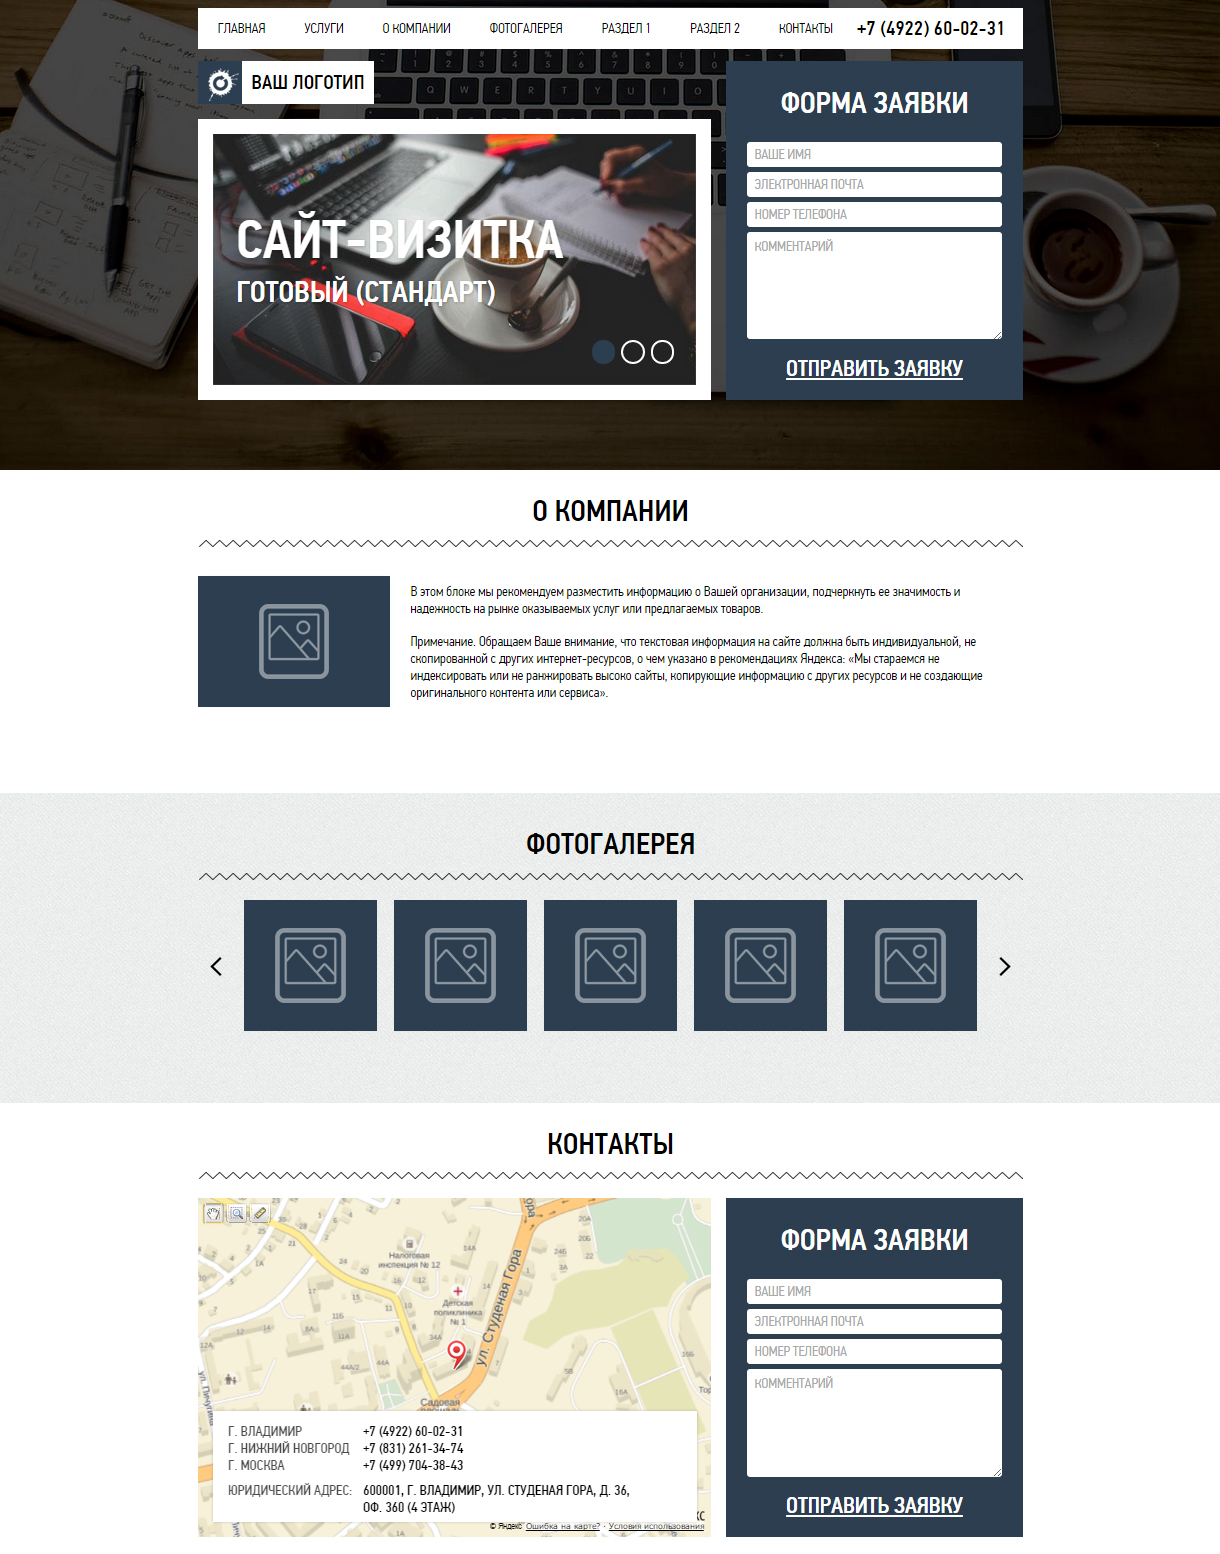 ГЛАВНАЯ УСЛУГИ О КОМПАНИИ ФОТОГАЛЕРЕЯ РАЗДЕЛ 1 РАЗДЕЛ 2 КОНТАКТЫ +7 (4922) 60-02-31
ВАШ ЛОГОТИП
САЙТ-ВИЗИТКА
ГОТОВЫЙ (СТАНДАРТ)
ФОРМА ЗАЯВКИ
ВАШЕ ИМЯ
ЭЛЕКТРОННАЯ ПОЧТА
НОМЕР ТЕЛЕФОНА
КОММЕНТАРИЙ
ОТПРАВИТЬ ЗАЯВКУ
О КОМПАНИИ
В этом блоке мы рекомендуем разместить информацию о Вашей организации, подчеркнуть ее значимость и
надежность на рынке оказываемых услуг или предлагаемых товаров.
Примечание. Обращаем Ваше внимание, что текстовая информация на сайте должна быть индивидуальной, не
скопированной с других интернет-ресурсов, о чем указано в рекомендациях Яндекса: «Мы стараемся не
индексировать или не ранжировать высоко сайты, копирующие информацию с других ресурсов и не создающие
оригинального контента или сервиса».
ФОТОГАЛЕРЕЯ
КОНТАКТЫ
Налоговая
инспекция № 12
Детская
поликлиника
№ 1
ул. Студеная Гора
ул. Пичугина
Садовая
Г. ВЛАДИМИР +7 (4922) 60-02-31
Г. НИЖНИЙ НОВГОРОД +7 (831) 261-34-74
Г. МОСКВА +7 (499) 704-38-43
ЮРИДИЧЕСКИЙ АДРЕС: 600001, Г. ВЛАДИМИР, УЛ. СТУДЕНАЯ ГОРА, Д. 36,
ОФ. 360 (4 ЭТАЖ)
© Яндекс Ошибка на карте? · Условия использования
ФОРМА ЗАЯВКИ
ВАШЕ ИМЯ
ЭЛЕКТРОННАЯ ПОЧТА
НОМЕР ТЕЛЕФОНА
КОММЕНТАРИЙ
ОТПРАВИТЬ ЗАЯВКУ